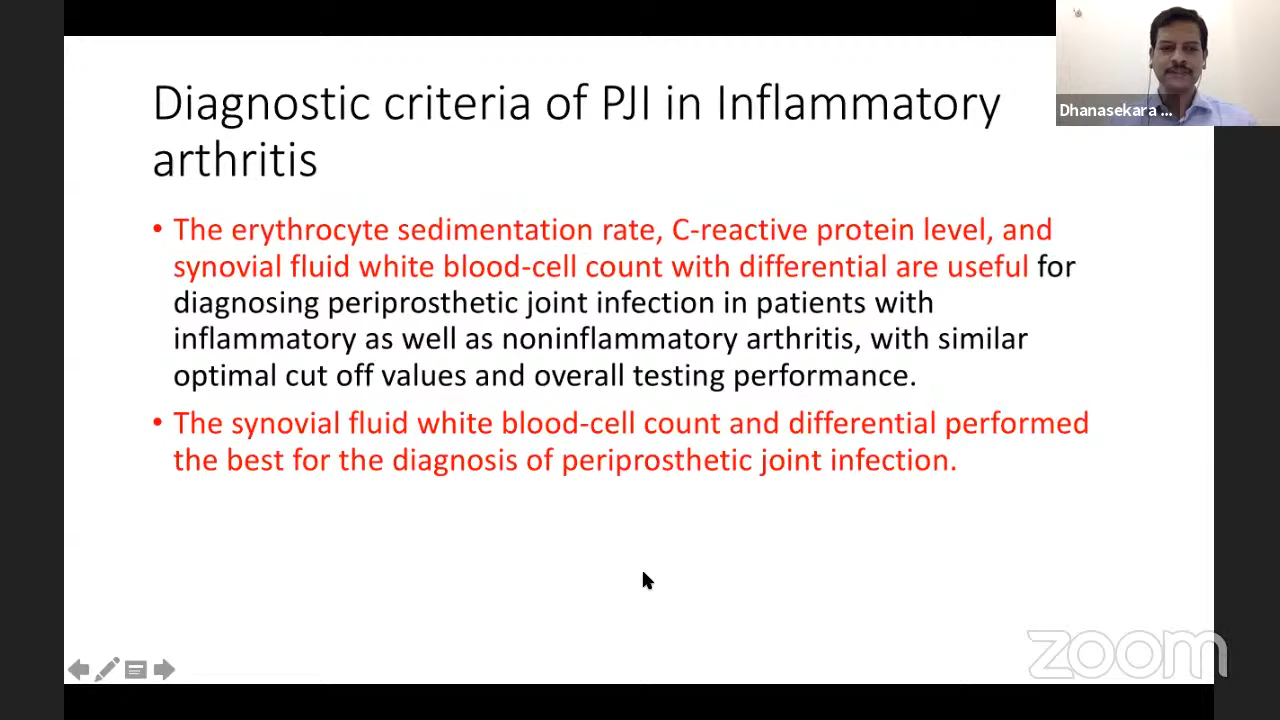 Diagnostic criteria of PJI in Inflammatory
arthritis
Dhanasekara ...
• The erythrocyte sedimentation rate, C-reactive protein level, and
synovial fluid white blood-cell count with differential are useful for
diagnosing periprosthetic joint infection in patients with
inflammatory as well as noninflammatory arthritis, with similar
optimal cut off values and overall testing performance.
• The synovial fluid white blood-cell count and differential performed
the best for the diagnosis of periprosthetic joint infection.
zoom